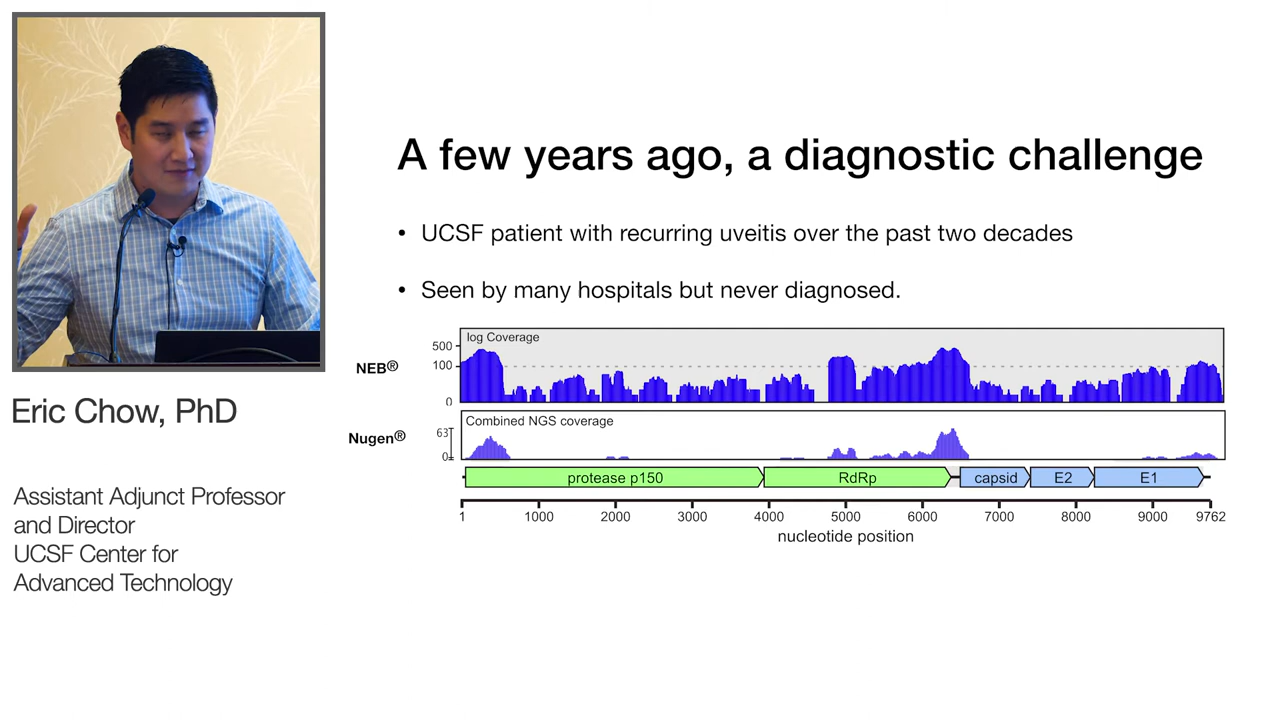 A few years ago, a diagnostic challenge
• UCSF patient with recurring uveitis over the past two decades
• Seen by many hospitals but never diagnosed.
log Coverage
500
100
0
NEB®
Combined NGS coverage
63
0
Nugen®
protease p150 RdRp capsid E2 E1
1 1000 2000 3000 4000 5000 6000 7000 8000 9000 9762
nucleotide position
Eric Chow, PhD
Assistant Adjunct Professor
and Director
UCSF Center for
Advanced Technology